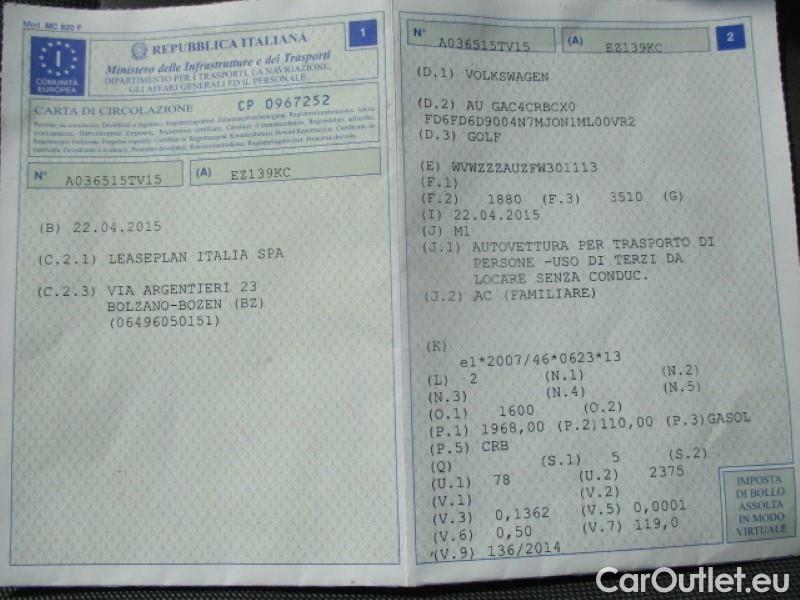 Mod. MC 820 F
I
COMUNITÀ
EUROPEA
REPUBBLICA ITALIANA
1
Ministero delle Infrastrutture e dei Trasporti
DIPARTIMENTO PER I TRASPORTI, LA NAVIGAZIONE,
GLI AFFARI GENERALI ED IL PERSONALE
CARTA DI CIRCOLAZIONE CP 0967252
N° A036515TV15 (A) EZ139KC
(B) 22.04.2015
(C.2.1) LEASEPLAN ITALIA SPA
(C.2.3) VIA ARGENTIERI 23
BOLZANO-BOZEN (BZ)
(06496050151)
N° A036515TV15 (A) EZ139KC 2
(D.1) VOLKSWAGEN
(D.2) AU GAC4CRBCX0
FD6FD6D9004N7MJON1ML00VR2
(D.3) GOLF
(E) WVWZZZAUZFW301113
(F.1)
(F.2) 1880 (F.3) 3510 (G)
(I) 22.04.2015
(J) M1
(J.1) AUTOVETTURA PER TRASPORTO DI
PERSONE -USO DI TERZI DA
LOCARE SENZA CONDUC.
(J.2) AC (FAMILIARE)
(K)
e1*2007/46*0623*13
(L) 2 (N.1) (N.2)
(N.3) (N.4) (N.5)
(O.1) 1600 (O.2)
(P.1) 1968,00 (P.2)110,00 (P.3)GASOL
(P.5) CRB
(Q) (S.1) 5 (S.2)
(U.1) 78 (U.2) 2375
(V.1) (V.2)
(V.3) 0,1362 (V.5) 0,0001
(V.6) 0,50 (V.7) 119,0
(V.9) 136/2014
IMPOSTA
DI BOLLO
ASSOLTA
IN MODO
VIRTUALE
CarOutlet.eu